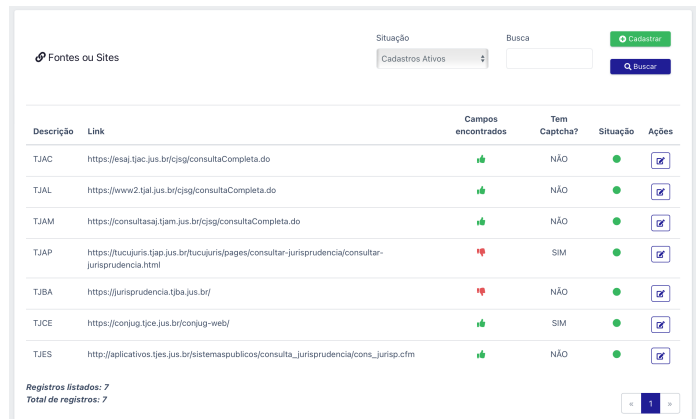 Situação Busca
Fontes ou Sites
Cadastros Ativos
Cadastrar
Buscar
Campos encontrados
Tem Captcha?
Descrição Link Situação Ações
TJAC https://esaj.tjac.jus.br/cjsg/consultaCompleta.do NÃO
TJAL https://www2.tjal.jus.br/cjsg/consultaCompleta.do NÃO
TJAM https://consultasaj.tjam.jus.br/cjsg/consultaCompleta.do NÃO
TJAP https://tucujuris.tjap.jus.br/tucujuris/pages/consultar-jurisprudencia/consultar- SIM
jurisprudencia.html
TJBA https://jurisprudencia.tjba.jus.br/ NÃO
TJCE https://conjug.tjce.jus.br/conjug-web/ SIM
TJES http://aplicativos.tjes.jus.br/sistemaspublicos/consulta_jurisprudencia/cons_jurisp.cfm NÃO
Registros listados: 7
Total de registros: 7
« 1 »